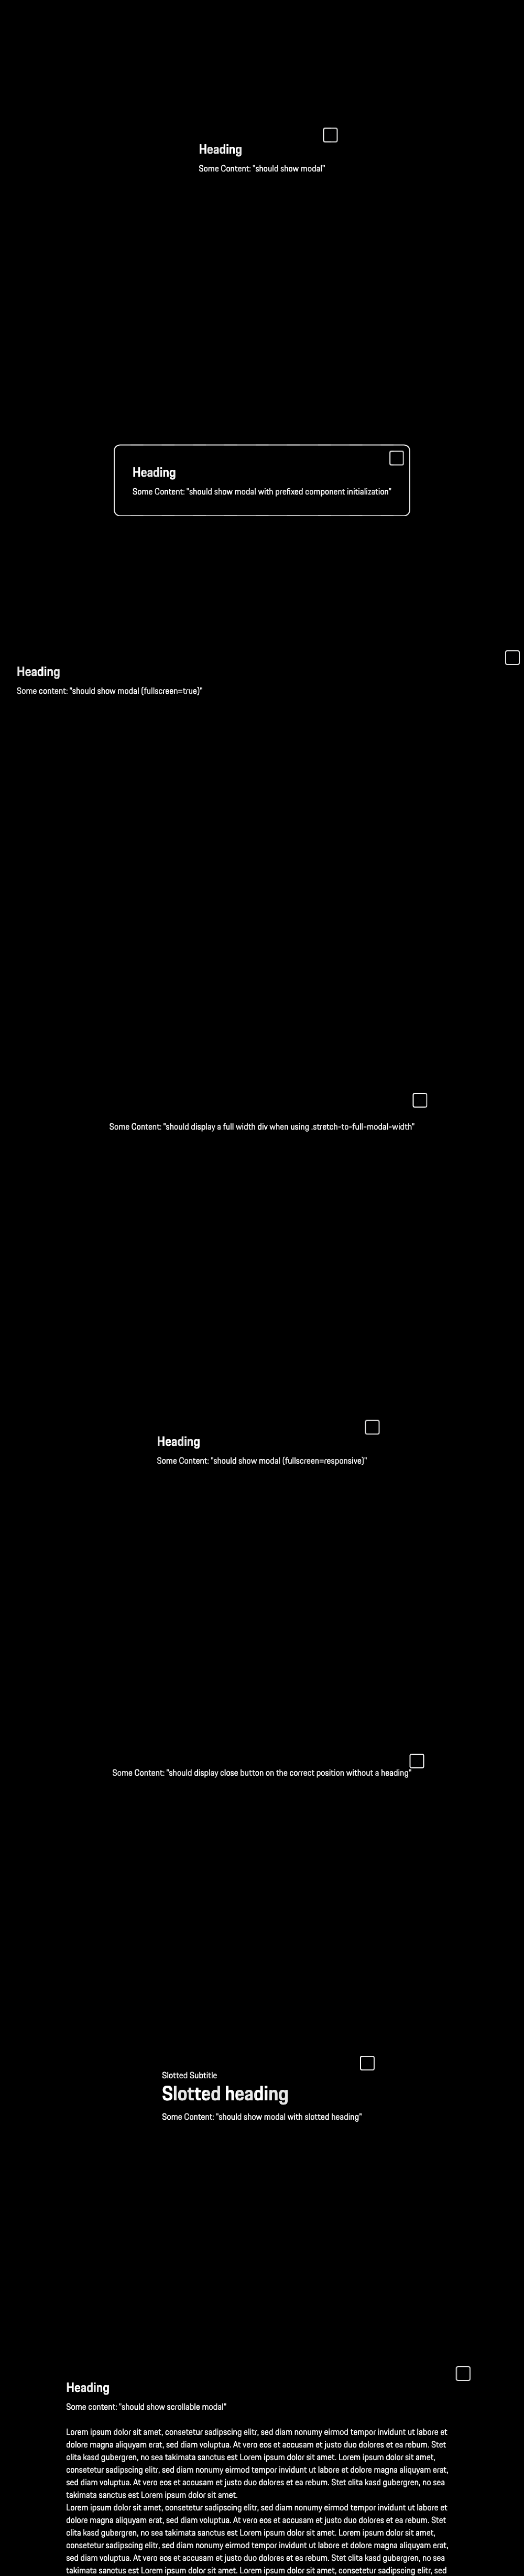 Heading
Some Content: "should show modal"
Heading
Some Content: "should show modal with prefixed component initialization"
Heading
Some content: "should show modal (fullscreen=true)"
Some Content: "should display a full width div when using .stretch-to-full-modal-width"
Heading
Some Content: "should show modal (fullscreen=responsive)"
Some Content: "should display close button on the correct position without a heading"
Slotted Subtitle
Slotted heading
Some Content: "should show modal with slotted heading"
Heading
Some content: "should show scrollable modal"
Lorem ipsum dolor sit amet, consetetur sadipscing elitr, sed diam nonumy eirmod tempor invidunt ut labore et
dolore magna aliquyam erat, sed diam voluptua. At vero eos et accusam et justo duo dolores et ea rebum. Stet
clita kasd gubergren, no sea takimata sanctus est Lorem ipsum dolor sit amet. Lorem ipsum dolor sit amet,
consetetur sadipscing elitr, sed diam nonumy eirmod tempor invidunt ut labore et dolore magna aliquyam erat,
sed diam voluptua. At vero eos et accusam et justo duo dolores et ea rebum. Stet clita kasd gubergren, no sea
takimata sanctus est Lorem ipsum dolor sit amet.
Lorem ipsum dolor sit amet, consetetur sadipscing elitr, sed diam nonumy eirmod tempor invidunt ut labore et
dolore magna aliquyam erat, sed diam voluptua. At vero eos et accusam et justo duo dolores et ea rebum. Stet
clita kasd gubergren, no sea takimata sanctus est Lorem ipsum dolor sit amet. Lorem ipsum dolor sit amet,
consetetur sadipscing elitr, sed diam nonumy eirmod tempor invidunt ut labore et dolore magna aliquyam erat,
sed diam voluptua. At vero eos et accusam et justo duo dolores et ea rebum. Stet clita kasd gubergren, no sea
takimata sanctus est Lorem ipsum dolor sit amet. Lorem ipsum dolor sit amet, consetetur sadipscing elitr, sed